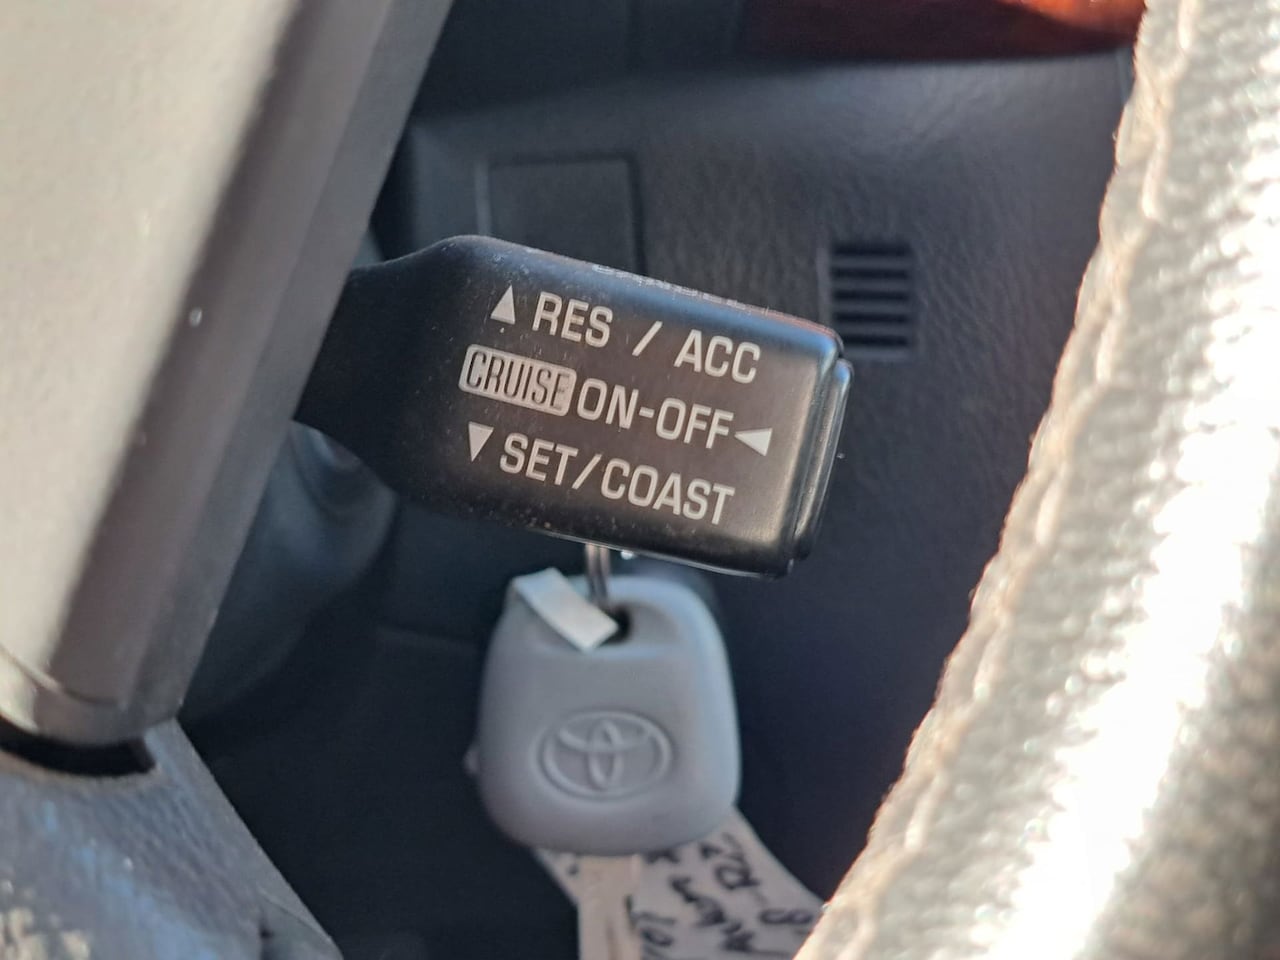 ▲ RES / ACC
CRUISE ON-OFF ◀
▼ SET/COAST